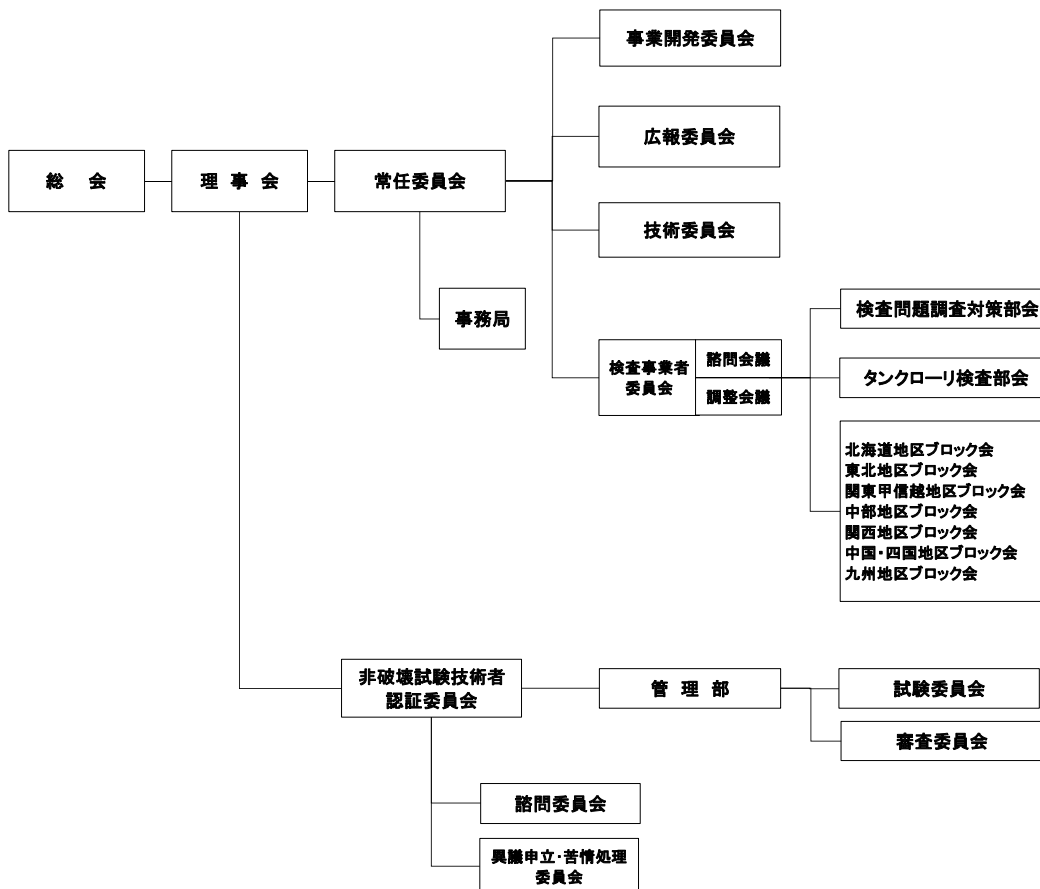 事業開発委員会
広報委員会
総 会
理 事 会
常任委員会
技術委員会
事務局
検査事業者
委員会
諮問会議
調整会議
検査問題調査対策部会
タンクローリ検査部会
北海道地区ブロック会
東北地区ブロック会
関東甲信越地区ブロック会
中部地区ブロック会
関西地区ブロック会
中国・四国地区ブロック会
九州地区ブロック会
非破壊試験技術者
認証委員会
管 理 部
試験委員会
審査委員会
諮問委員会
異議申立・苦情処理
委員会